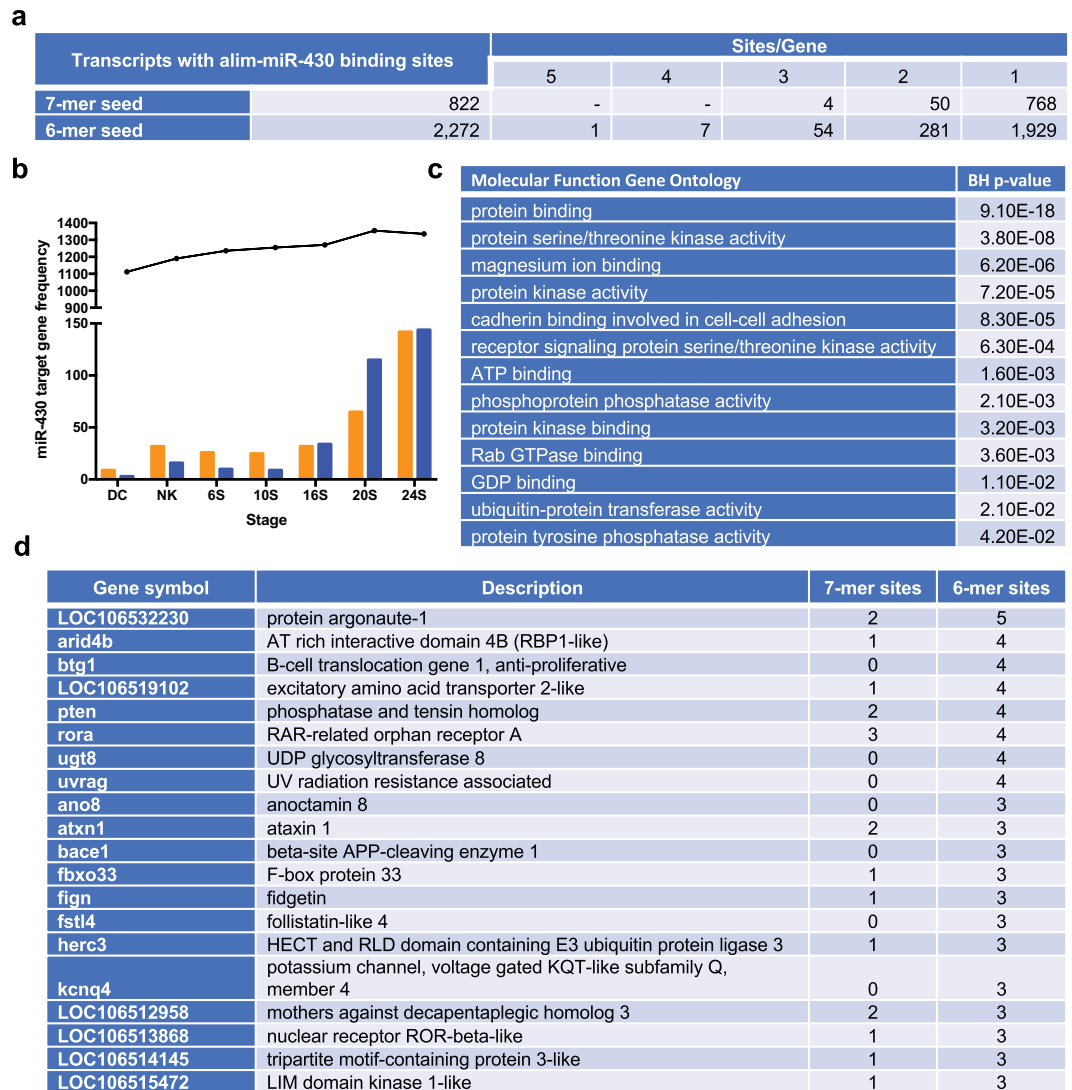 a
Transcripts with alim-miR-430 binding sites
Sites/Gene
5 4 3 2 1
7-mer seed 822 - - 4 50 768
6-mer seed 2,272 1 7 54 281 1,929
b
miR-430 target gene frequency
1400
1300
1200
1100
1000
900
150
100
50
0
DC NK 6S 10S 16S 20S 24S
Stage
c
Molecular Function Gene Ontology BH p-value
protein binding 9.10E-18
protein serine/threonine kinase activity 3.80E-08
magnesium ion binding 6.20E-06
protein kinase activity 7.20E-05
cadherin binding involved in cell-cell adhesion 8.30E-05
receptor signaling protein serine/threonine kinase activity 6.30E-04
ATP binding 1.60E-03
phosphoprotein phosphatase activity 2.10E-03
protein kinase binding 3.20E-03
Rab GTPase binding 3.60E-03
GDP binding 1.10E-02
ubiquitin-protein transferase activity 2.10E-02
protein tyrosine phosphatase activity 4.20E-02
d
Gene symbol Description 7-mer sites 6-mer sites
LOC106532230 protein argonaute-1 2 5
arid4b AT rich interactive domain 4B (RBP1-like) 1 4
btg1 B-cell translocation gene 1, anti-proliferative 0 4
LOC106519102 excitatory amino acid transporter 2-like 1 4
pten phosphatase and tensin homolog 2 4
rora RAR-related orphan receptor A 3 4
ugt8 UDP glycosyltransferase 8 0 4
uvrag UV radiation resistance associated 0 4
ano8 anoctamin 8 0 3
atxn1 ataxin 1 2 3
bace1 beta-site APP-cleaving enzyme 1 0 3
fbxo33 F-box protein 33 1 3
fign fidgetin 1 3
fstl4 follistatin-like 4 0 3
herc3 HECT and RLD domain containing E3 ubiquitin protein ligase 3 1 3
potassium channel, voltage gated KQT-like subfamily Q,
kcnq4 member 4 0 3
LOC106512958 mothers against decapentaplegic homolog 3 2 3
LOC106513868 nuclear receptor ROR-beta-like 1 3
LOC106514145 tripartite motif-containing protein 3-like 1 3
LOC106515472 LIM domain kinase 1-like 1 3